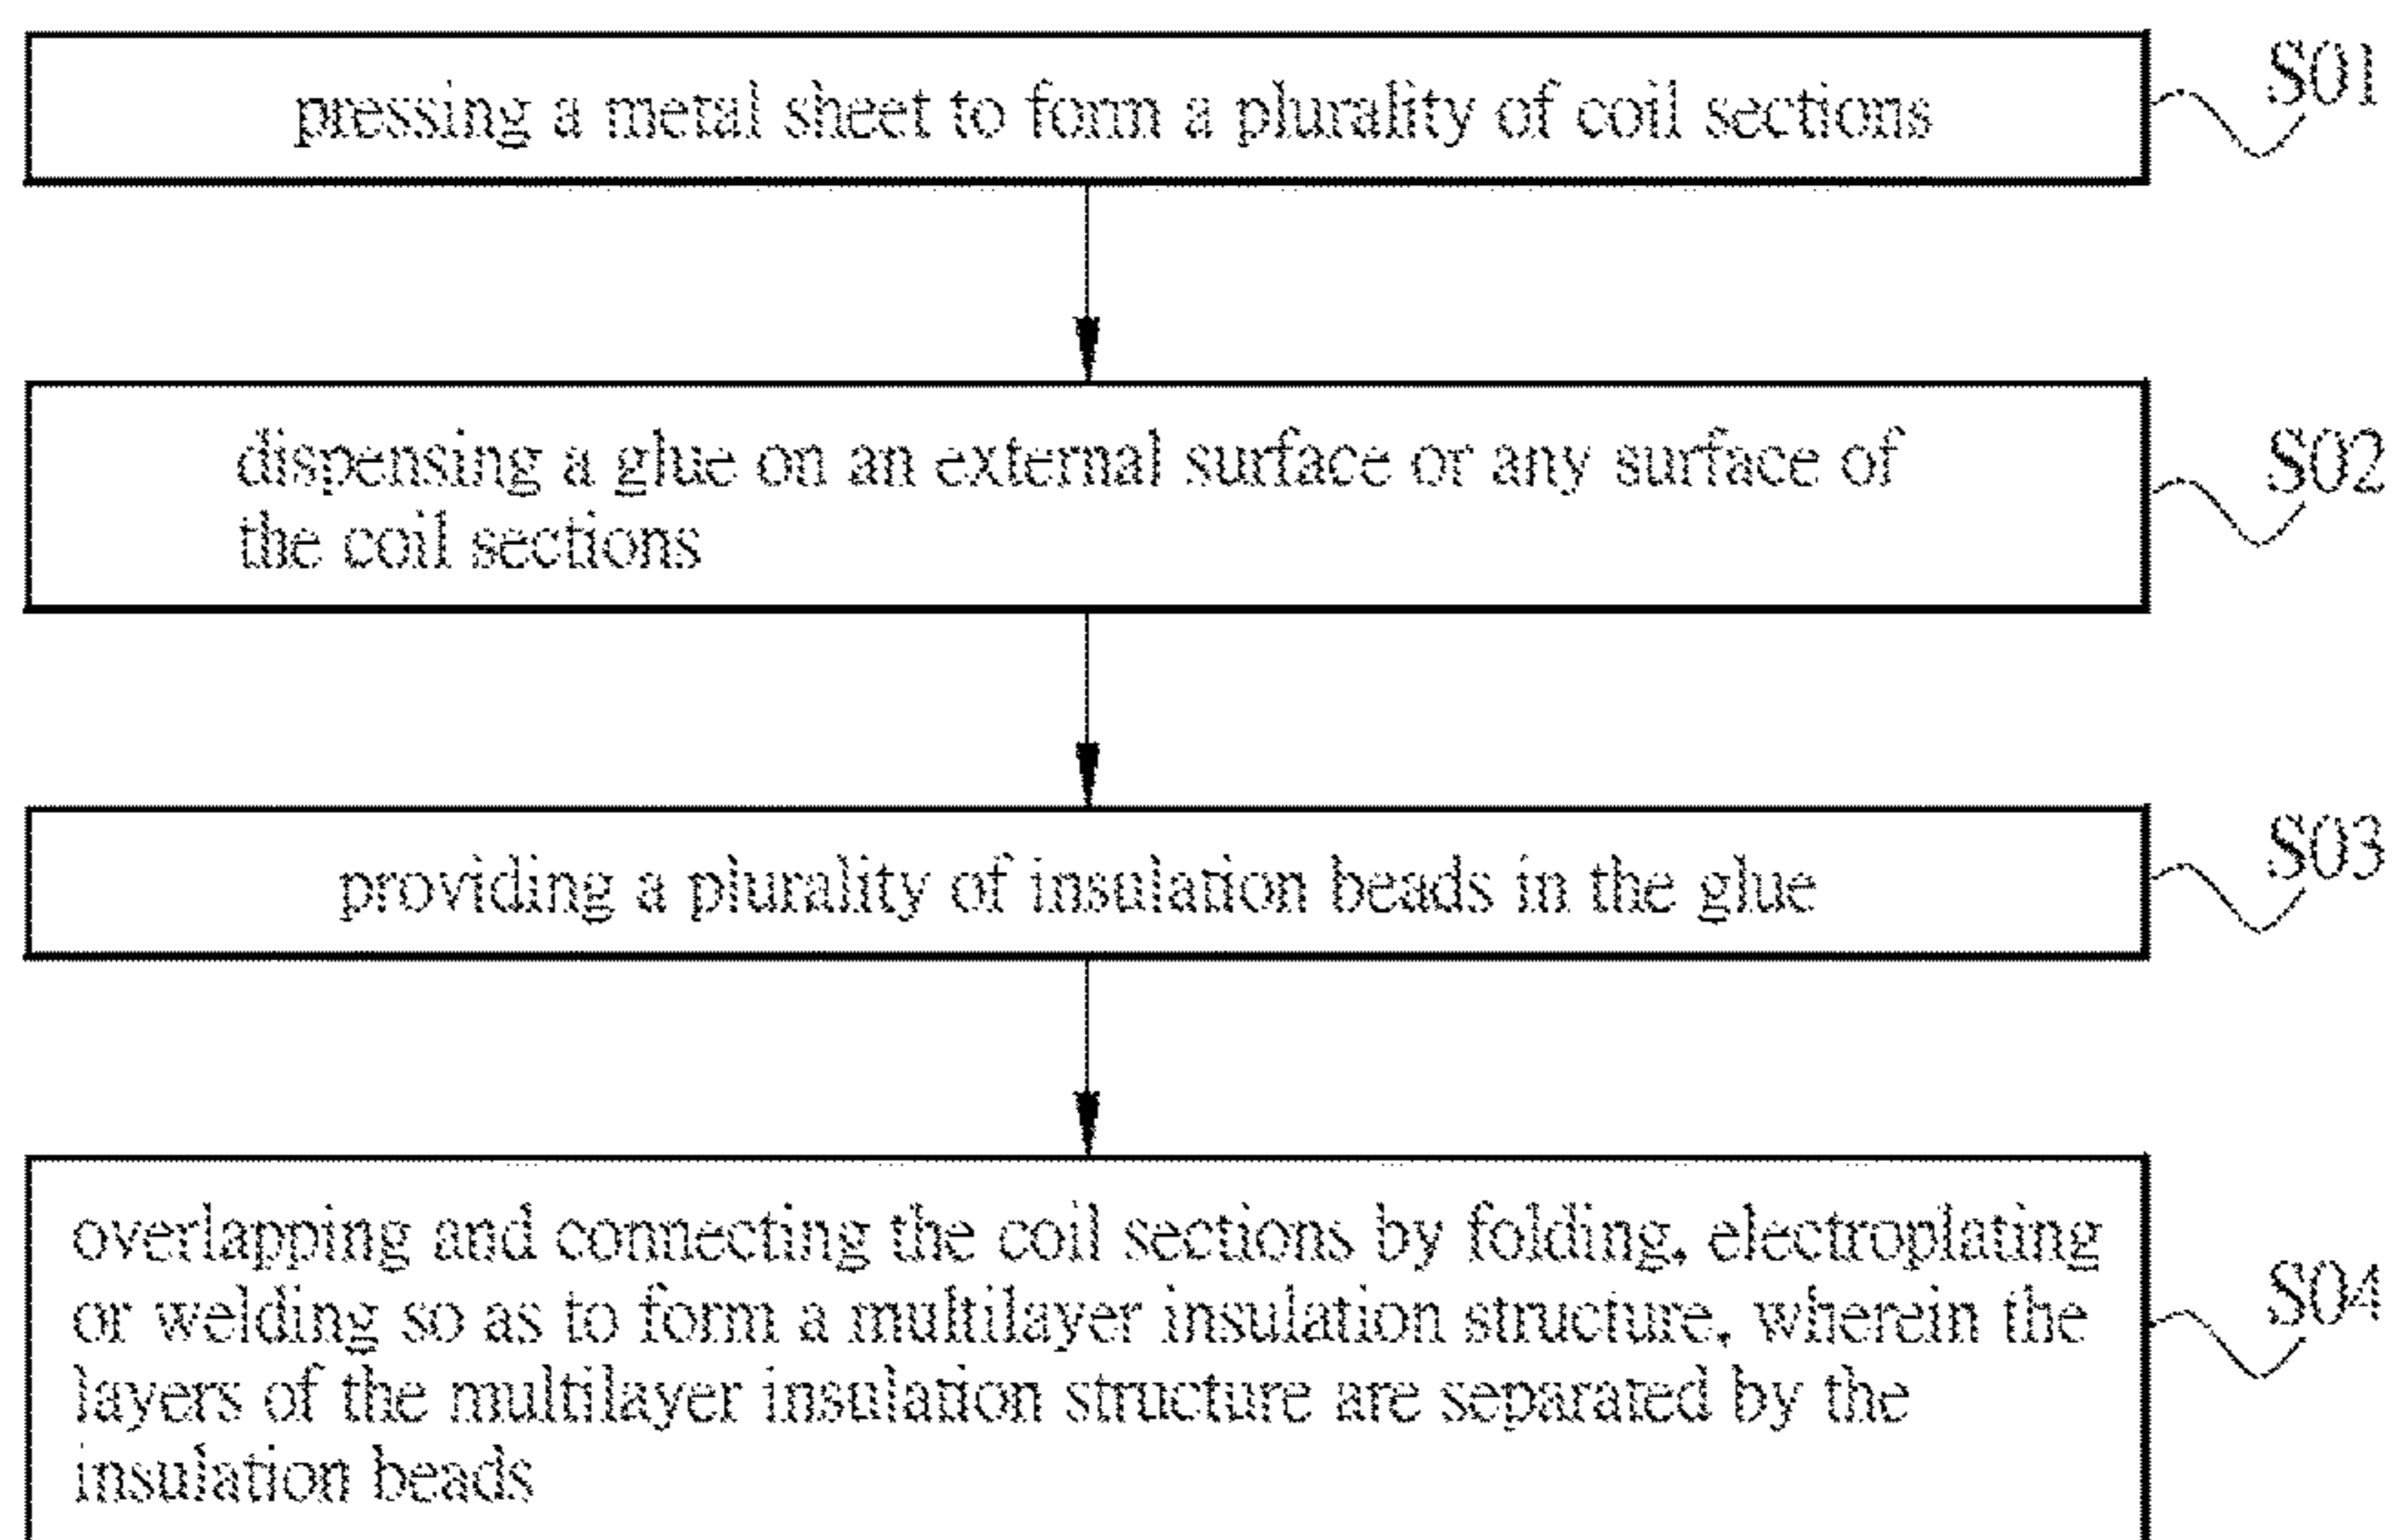 pressing a metal sheet to form a plurality of coil sections
S01
dispensing a glue on an external surface or any surface of
the coil sections
S02
providing a plurality of insulation beads in the glue
S03
overlapping and connecting the coil sections by folding, electroplating
or welding so as to form a multilayer insulation structure, wherein the
layers of the multilayer insulation structure are separated by the
insulation beads
S04